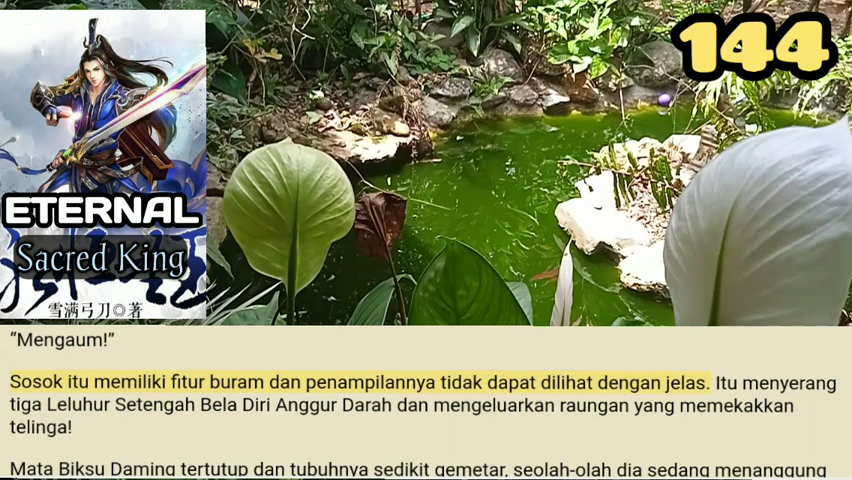 144
ETERNAL
Sacred King
雪满弓刀◎著
“Mengaum!”
Sosok itu memiliki fitur buram dan penampilannya tidak dapat dilihat dengan jelas. Itu menyerang
tiga Leluhur Setengah Bela Diri Anggur Darah dan mengeluarkan raungan yang memekakkan
telinga!
Mata Biksu Daming tertutup dan tubuhnya sedikit gemetar, seolah-olah dia sedang menanggung